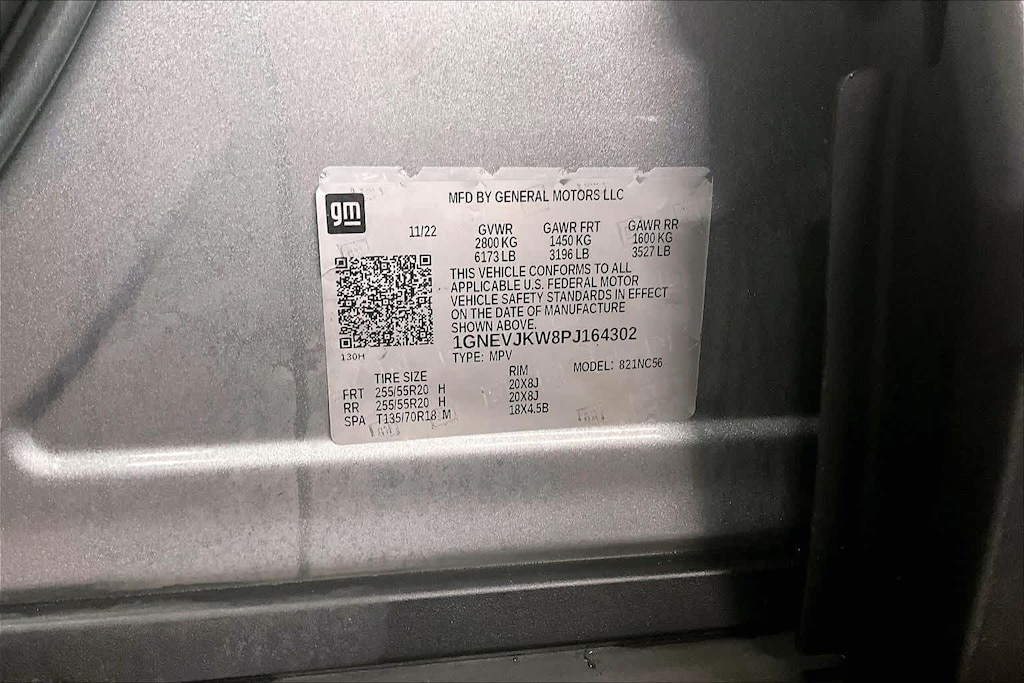 gm
MFD BY GENERAL MOTORS LLC
11/22 GVWR GAWR FRT GAWR RR
2800 KG 1450 KG 1600 KG
6173 LB 3196 LB 3527 LB
THIS VEHICLE CONFORMS TO ALL
APPLICABLE U.S. FEDERAL MOTOR
VEHICLE SAFETY STANDARDS IN EFFECT
ON THE DATE OF MANUFACTURE
SHOWN ABOVE.
1GNEVJKW8PJ164302
130H
TYPE: MPV MODEL: 821NC56
TIRE SIZE RIM
FRT 255/55R20 H 20X8J
RR 255/55R20 H 20X8J
SPA T135/70R18 M 18X4.5B